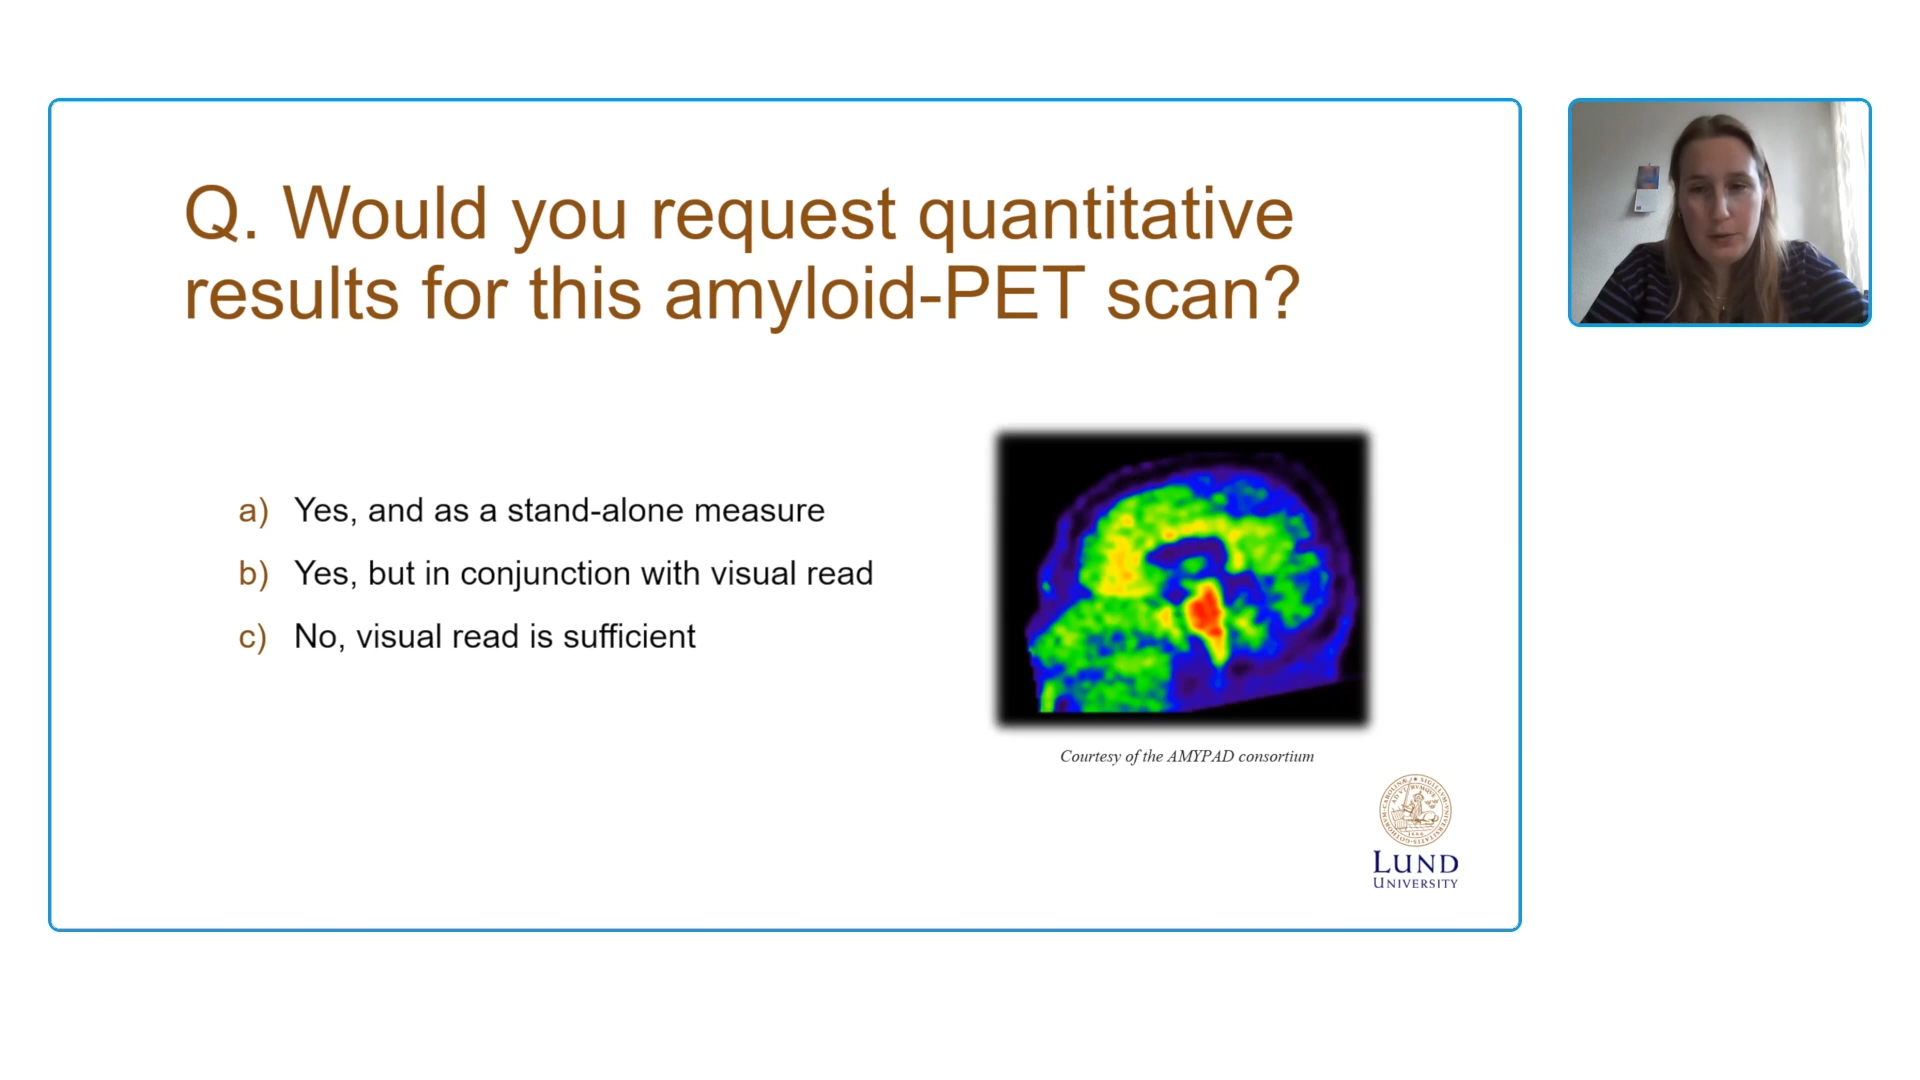 Q. Would you request quantitative
results for this amyloid-PET scan?
a) Yes, and as a stand-alone measure
b) Yes, but in conjunction with visual read
c) No, visual read is sufficient
Courtesy of the AMYPAD consortium
LUND
UNIVERSITY